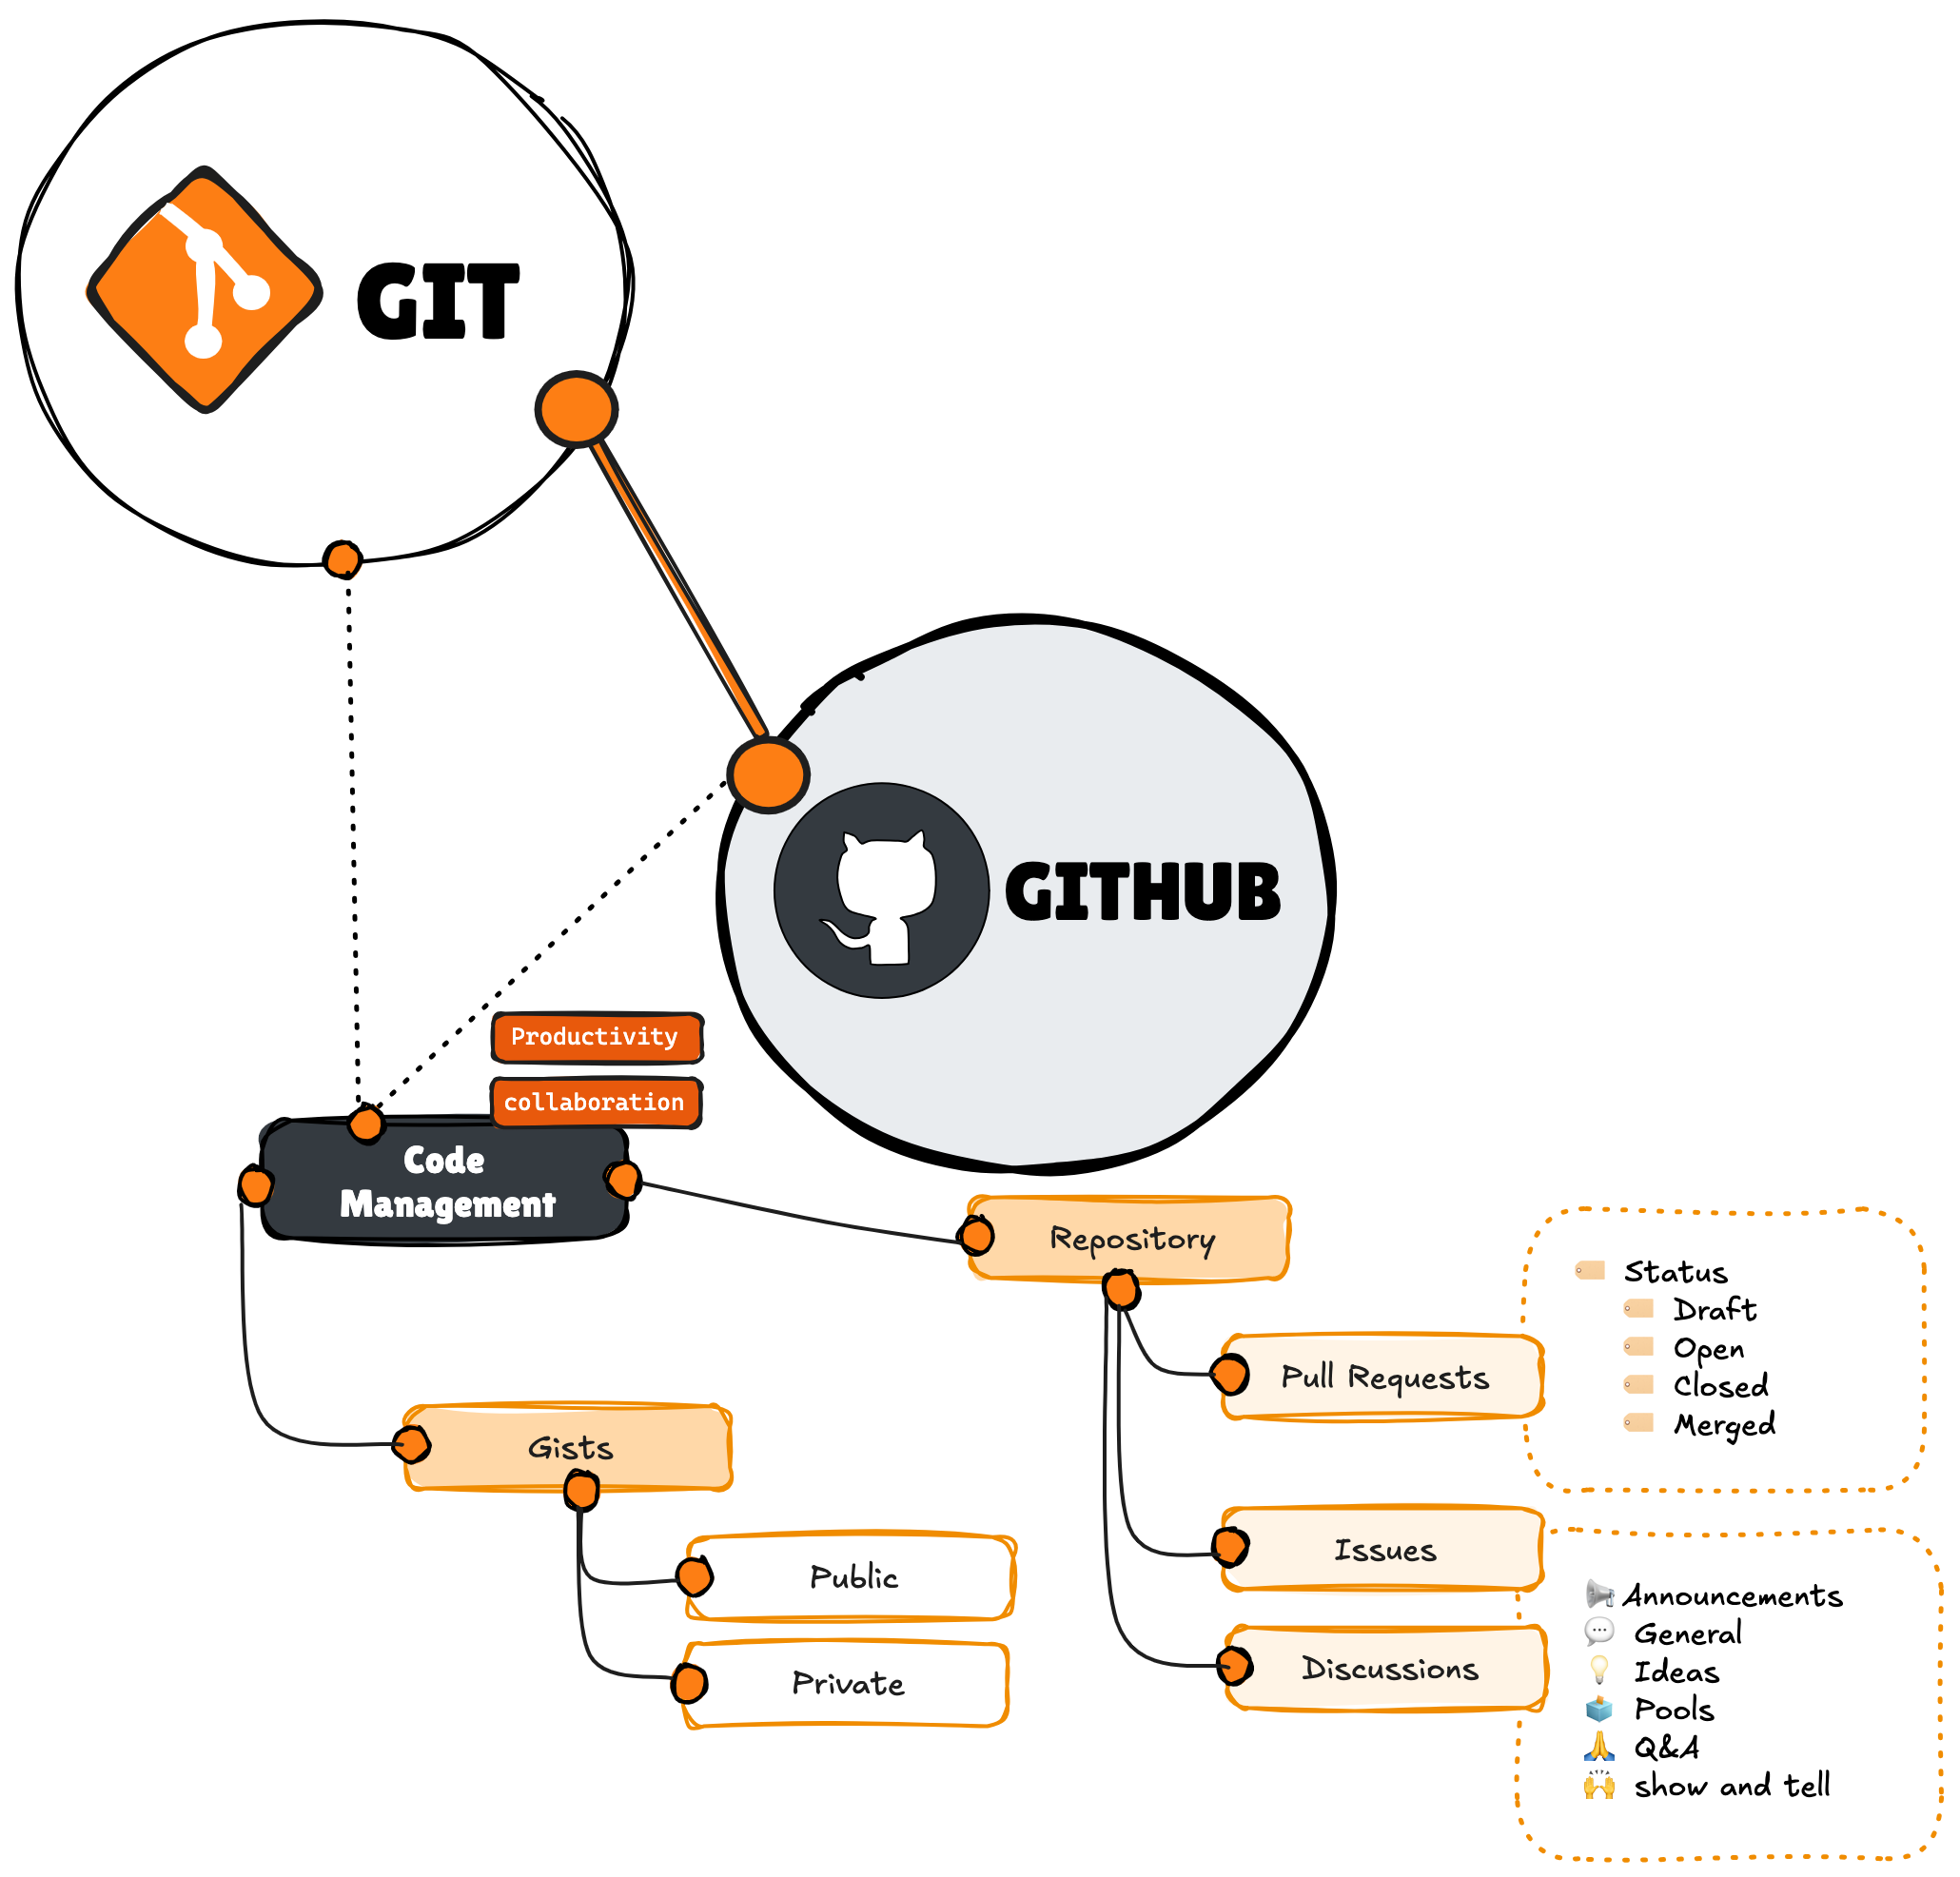 GIT
GITHUB
Productivity
collaboration
Code
Management
Repository
Pull Requests
Status
Draft
Open
Closed
Merged
Gists
Public
Private
Issues
Discussions
Announcements
General
Ideas
Pools
Q&A
show and tell